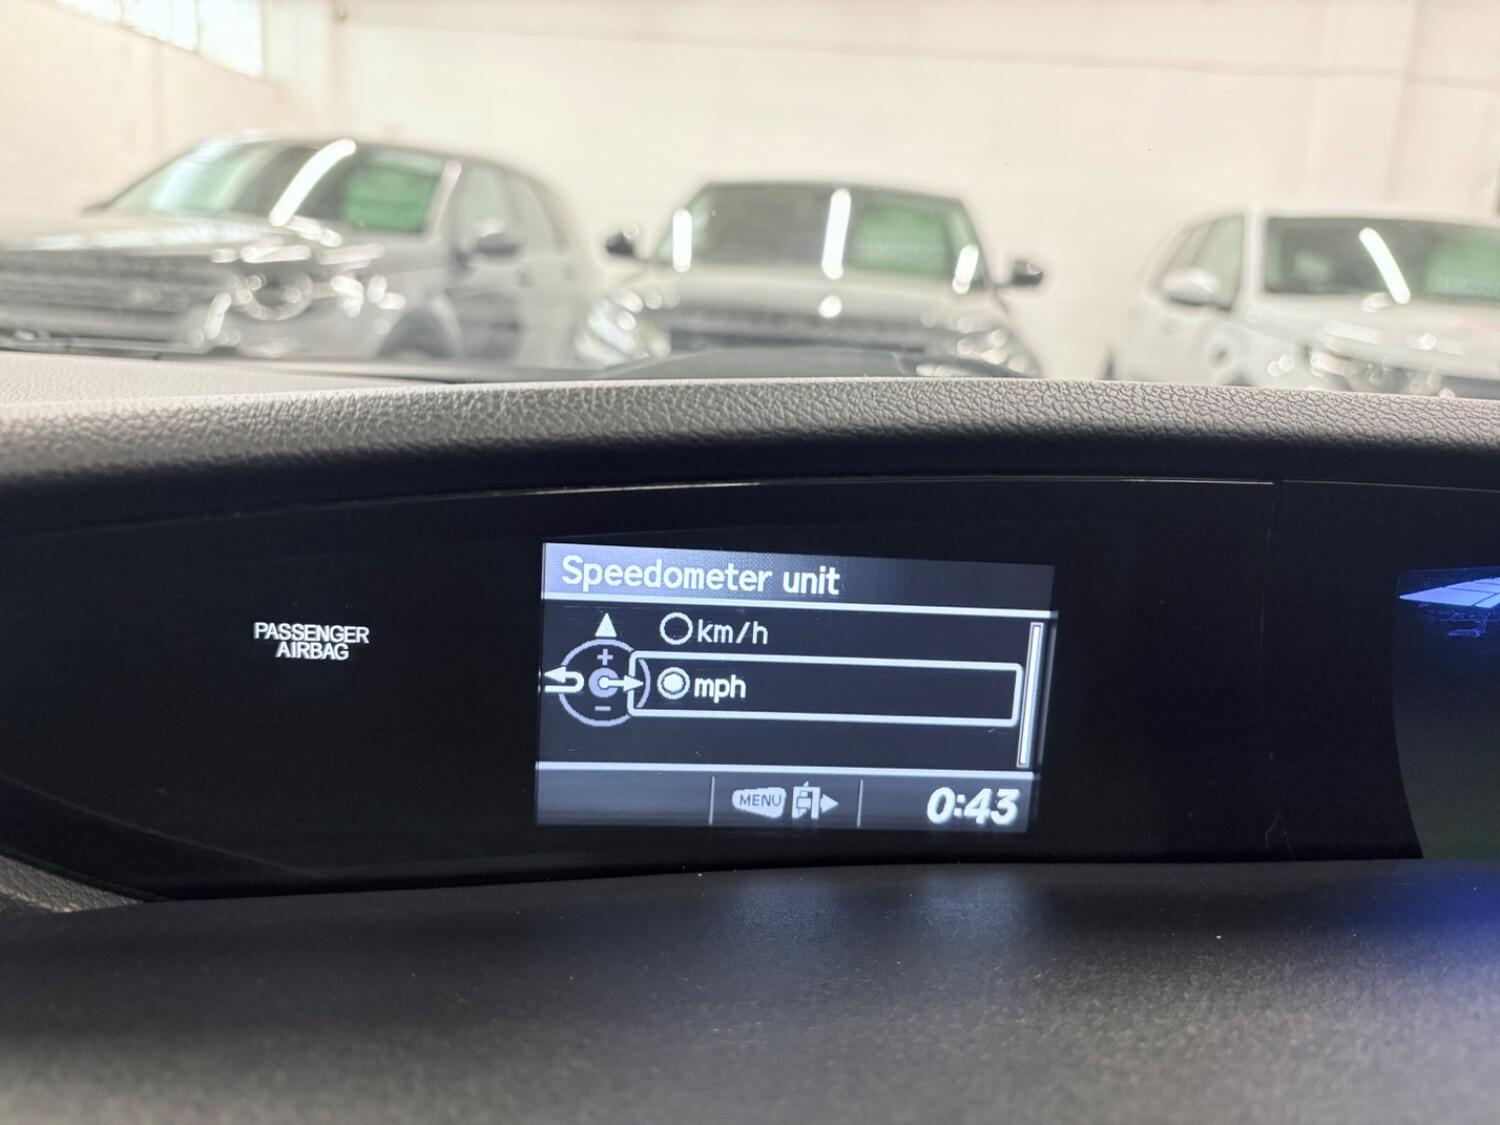 Speedometer unit
km/h
mph
MENU
0:43
PASSENGER
AIRBAG